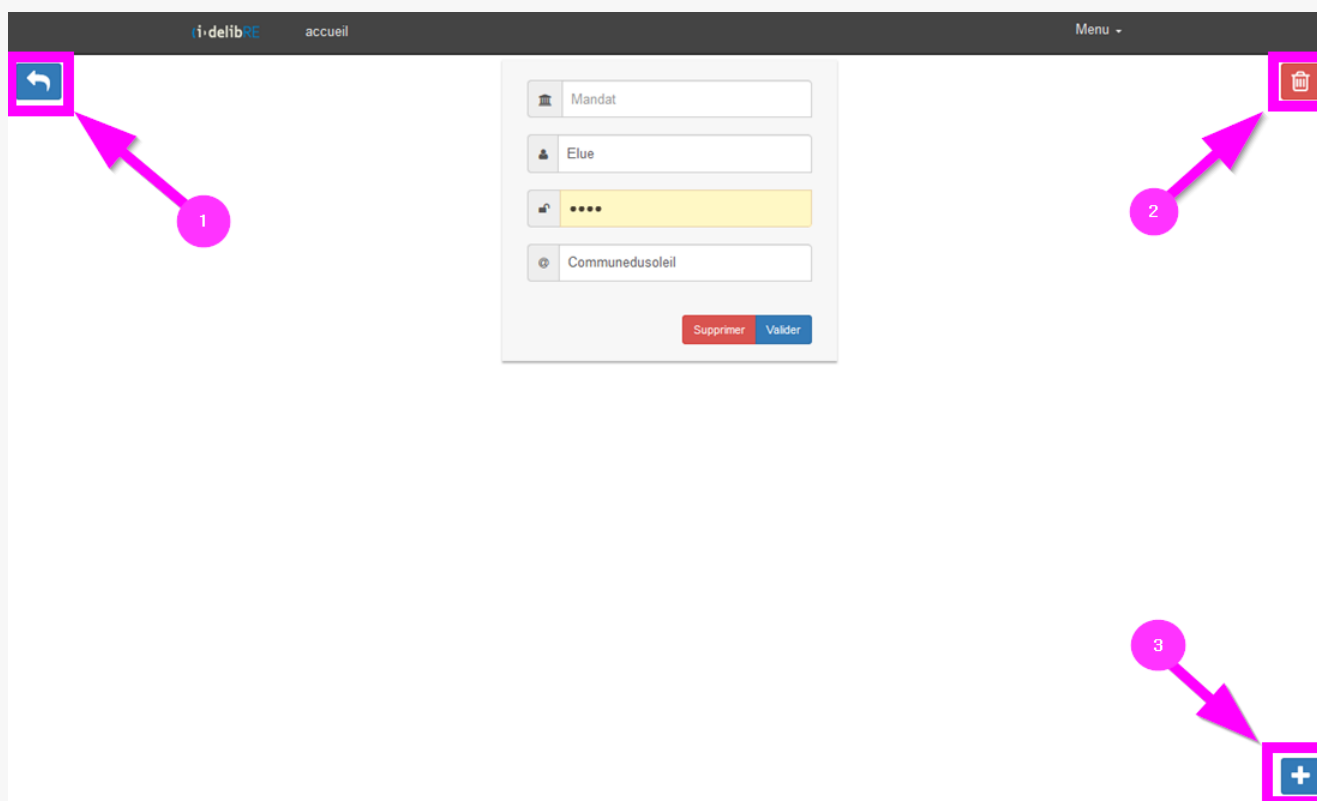 i·delibRE accueil Menu
Mandat
Elue
1
2
••••
@ Communedusoleil
Supprimer Valider
3